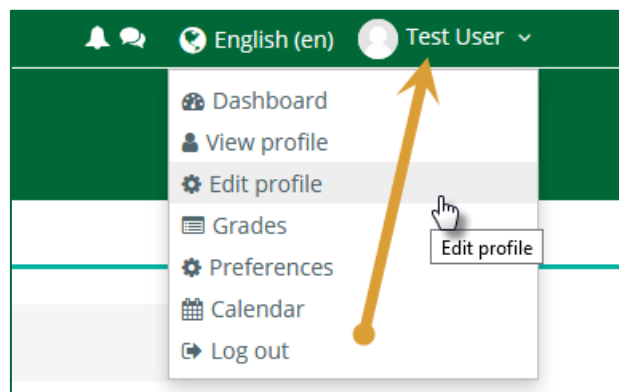 English (en) Test User
Dashboard
View profile
Edit profile
Grades
Edit profile
Preferences
Calendar
Log out